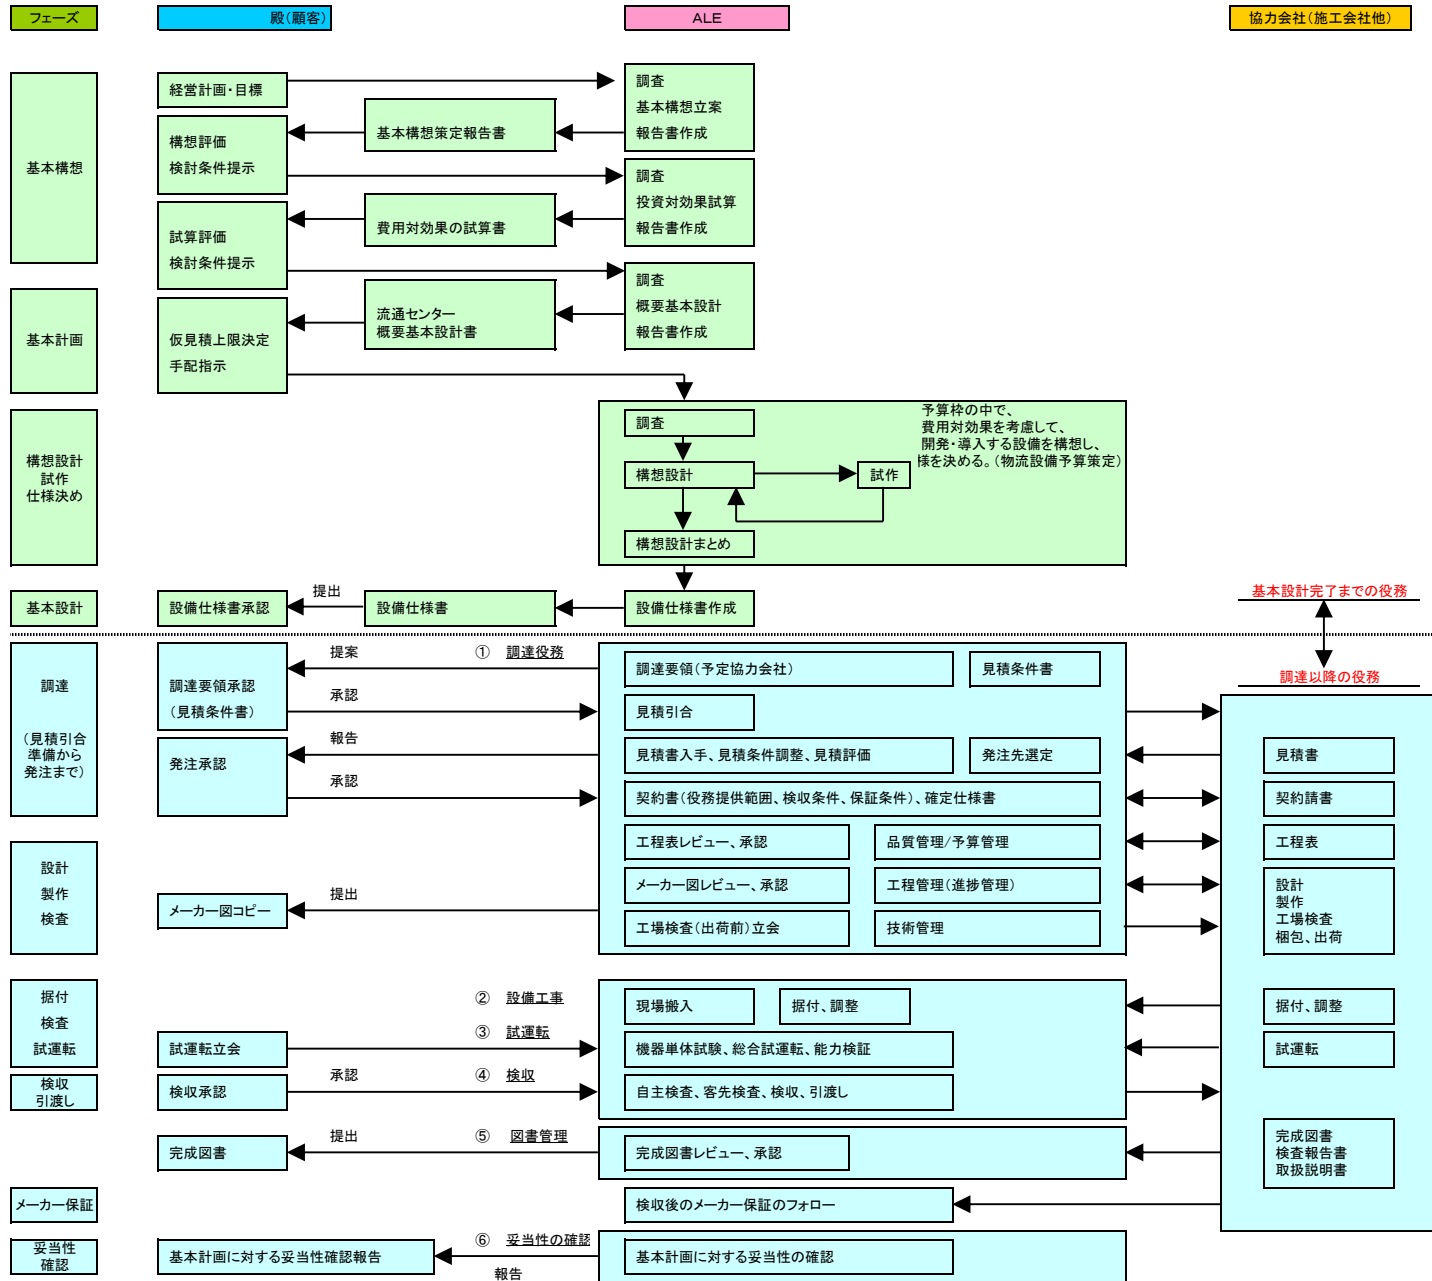 フェーズ
殿(顧客)
ALE
協力会社(施工会社他)
基本構想
経営計画・目標
調査
基本構想立案
報告書作成
基本構想策定報告書
構想評価
検討条件提示
調査
投資対効果試算
報告書作成
費用対効果の試算書
試算評価
検討条件提示
調査
概要基本設計
報告書作成
基本計画
流通センター
概要基本設計書
仮見積上限決定
手配指示
構想設計
試作
仕様決め
調査
構想設計
試作
構想設計まとめ
予算枠の中で、
費用対効果を考慮して、
開発・導入する設備を構想し、
様を決める。(物流設備予算策定)
基本設計
設備仕様書承認
提出
設備仕様書
設備仕様書作成
基本設計完了までの役務
調達以降の役務
調達
(見積引合
準備から
発注まで)
調達要領承認
(見積条件書)
提案
① 調達役務
調達要領(予定協力会社)
見積条件書
承認
見積引合
発注承認
報告
見積書入手、見積条件調整、見積評価
発注先選定
見積書
承認
契約書(役務提供範囲、検収条件、保証条件)、確定仕様書
契約請書
設計
製作
検査
工程表レビュー、承認
品質管理/予算管理
工程表
メーカー図コピー
提出
メーカー図レビュー、承認
工程管理(進捗管理)
工場検査(出荷前)立会
技術管理
設計
製作
工場検査
梱包、出荷
据付
検査
試運転
② 設備工事
現場搬入
据付、調整
据付、調整
試運転立会
③ 試運転
機器単体試験、総合試運転、能力検証
試運転
検収
引渡し
検収承認
承認
④ 検収
自主検査、客先検査、検収、引渡し
完成図書
提出
⑤ 図書管理
完成図書レビュー、承認
完成図書
検査報告書
取扱説明書
メーカー保証
検収後のメーカー保証のフォロー
妥当性
確認
基本計画に対する妥当性確認報告
⑥ 妥当性の確認
報告
基本計画に対する妥当性の確認